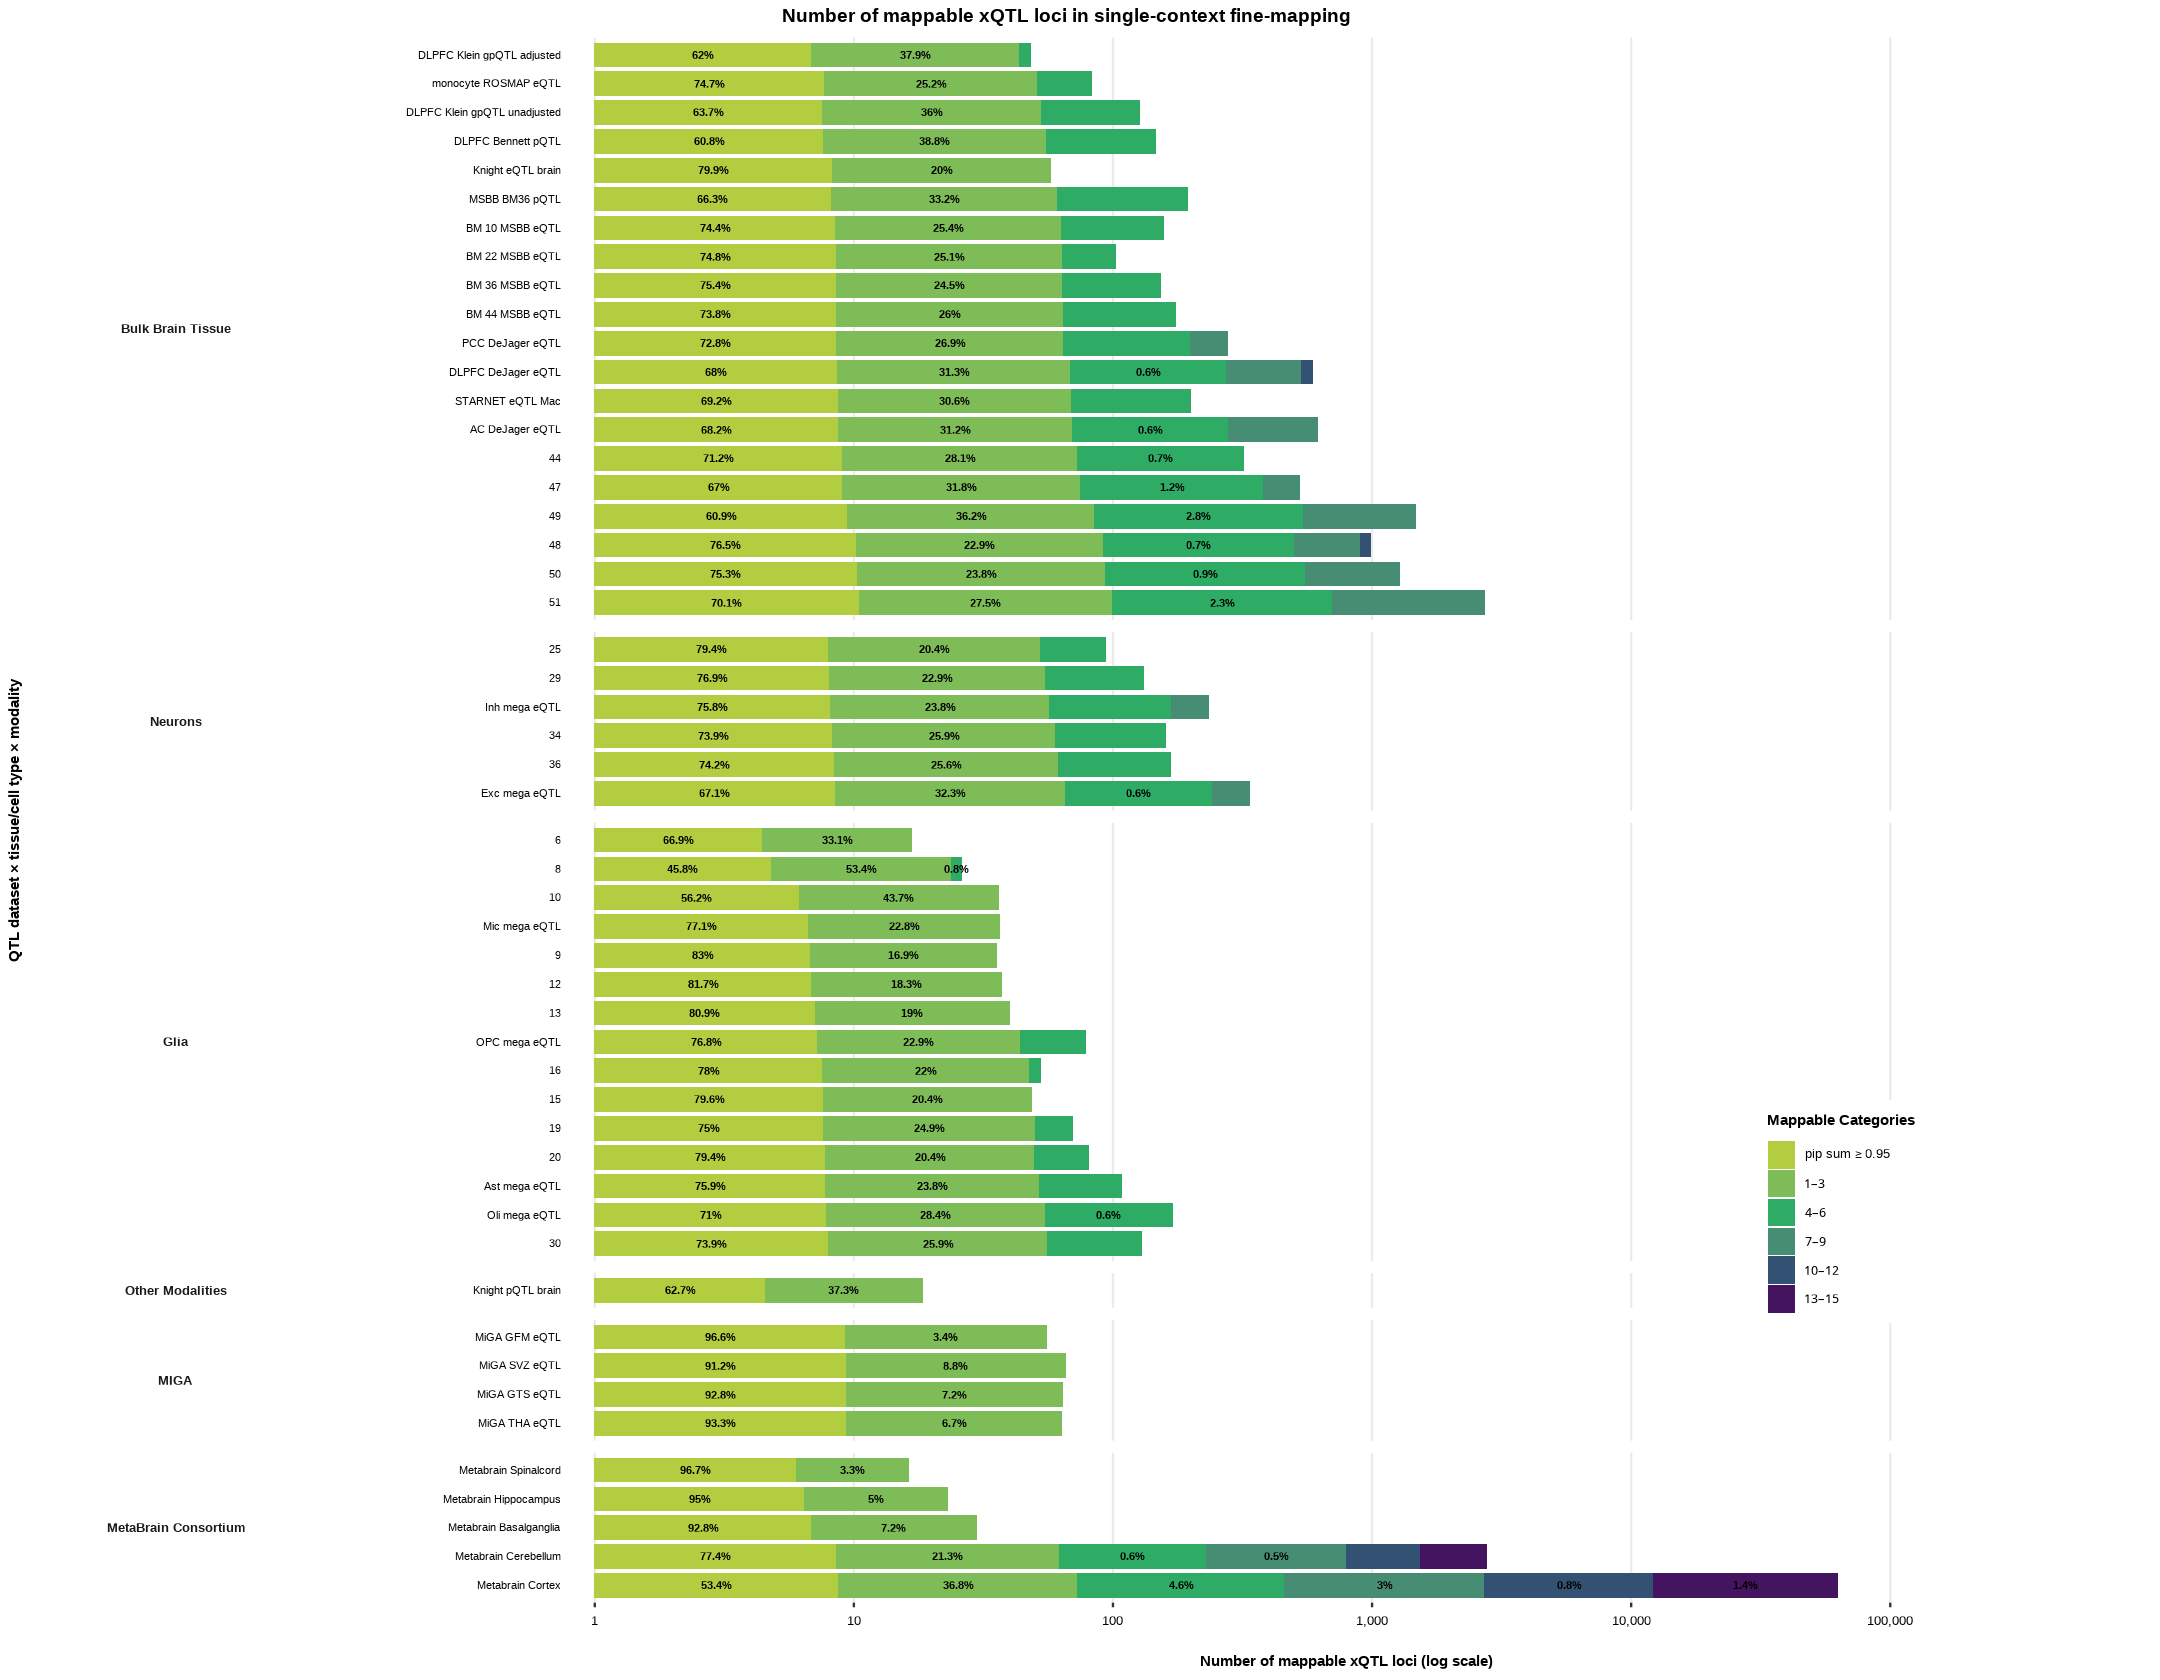 Number of mappable xQTL loci in single-context fine-mapping
QTL dataset × tissue/cell type × modality
Bulk Brain Tissue
DLPFC Klein gpQTL adjusted 62% 37.9%
monocyte ROSMAP eQTL 74.7% 25.2%
DLPFC Klein gpQTL unadjusted 63.7% 36%
DLPFC Bennett pQTL 60.8% 38.8%
Knight eQTL brain 79.9% 20%
MSBB BM36 pQTL 66.3% 33.2%
BM 10 MSBB eQTL 74.4% 25.4%
BM 22 MSBB eQTL 74.8% 25.1%
BM 36 MSBB eQTL 75.4% 24.5%
BM 44 MSBB eQTL 73.8% 26%
PCC DeJager eQTL 72.8% 26.9%
DLPFC DeJager eQTL 68% 31.3% 0.6%
STARNET eQTL Mac 69.2% 30.6%
AC DeJager eQTL 68.2% 31.2% 0.6%
44 71.2% 28.1% 0.7%
47 67% 31.8% 1.2%
49 60.9% 36.2% 2.8%
48 76.5% 22.9% 0.7%
50 75.3% 23.8% 0.9%
51 70.1% 27.5% 2.3%
Neurons
25 79.4% 20.4%
29 76.9% 22.9%
Inh mega eQTL 75.8% 23.8%
34 73.9% 25.9%
36 74.2% 25.6%
Exc mega eQTL 67.1% 32.3% 0.6%
Glia
6 66.9% 33.1%
8 45.8% 53.4% 0.8%
10 56.2% 43.7%
Mic mega eQTL 77.1% 22.8%
9 83% 16.9%
12 81.7% 18.3%
13 80.9% 19%
OPC mega eQTL 76.8% 22.9%
16 78% 22%
15 79.6% 20.4%
19 75% 24.9%
20 79.4% 20.4%
Ast mega eQTL 75.9% 23.8%
Oli mega eQTL 71% 28.4% 0.6%
30 73.9% 25.9%
Other Modalities
Knight pQTL brain 62.7% 37.3%
MIGA
MiGA GFM eQTL 96.6% 3.4%
MiGA SVZ eQTL 91.2% 8.8%
MiGA GTS eQTL 92.8% 7.2%
MiGA THA eQTL 93.3% 6.7%
MetaBrain Consortium
Metabrain Spinalcord 96.7% 3.3%
Metabrain Hippocampus 95% 5%
Metabrain Basalganglia 92.8% 7.2%
Metabrain Cerebellum 77.4% 21.3% 0.6% 0.5%
Metabrain Cortex 53.4% 36.8% 4.6% 3% 0.8% 1.4%
1 10 100 1,000 10,000 100,000
Number of mappable xQTL loci (log scale)
Mappable Categories
pip sum ≥ 0.95
1–3
4–6
7–9
10–12
13–15